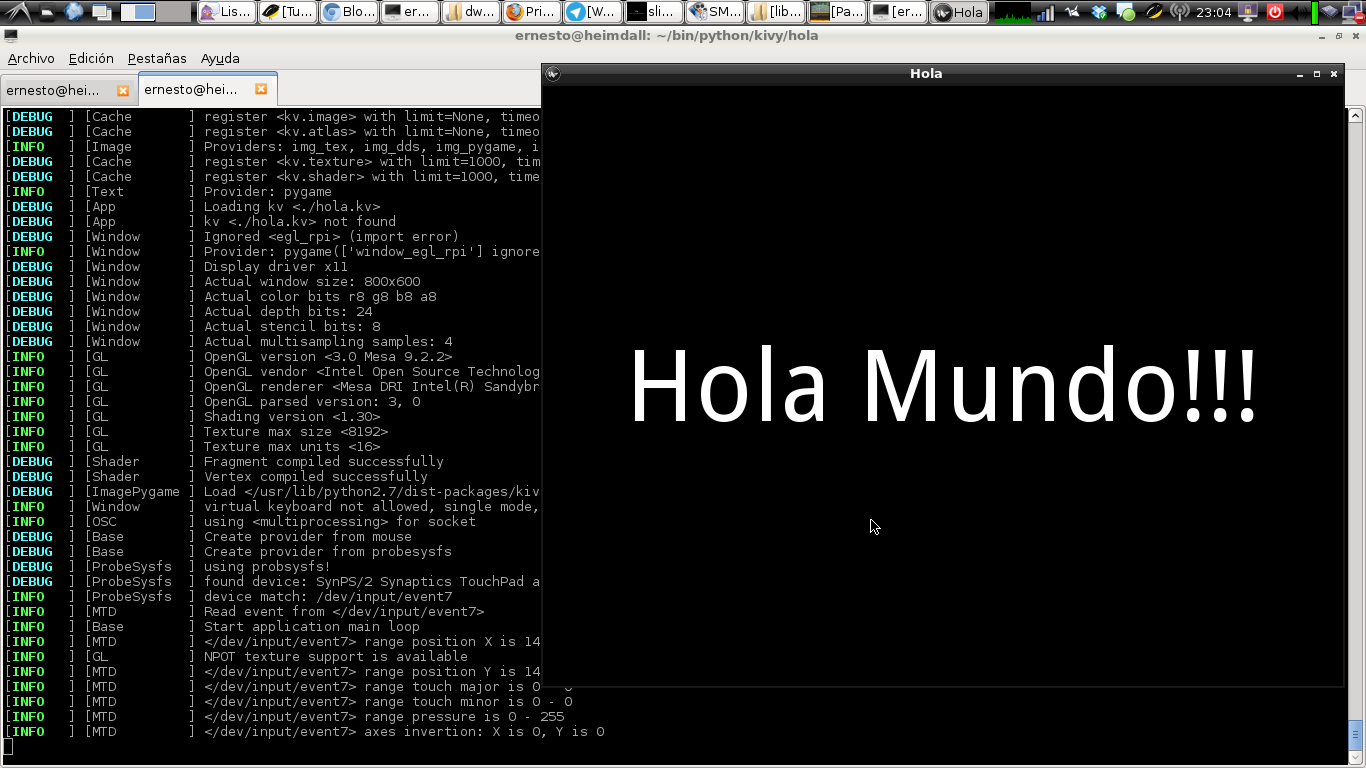 Lis... [Tu... Blo... er... dw... Pri... [W... sli... SM... [lib... [Pa... [er... Hola 23:04
ernesto@heimdall: ~/bin/python/kivy/hola
Archivo Edición Pestañas Ayuda
ernesto@hei... ernesto@hei...
Hola
[DEBUG ] [Cache ] register <kv.image> with limit=None, timeo
[DEBUG ] [Cache ] register <kv.atlas> with limit=None, timeo
[INFO ] [Image ] Providers: img_tex, img_dds, img_pygame, i
[DEBUG ] [Cache ] register <kv.texture> with limit=1000, tim
[DEBUG ] [Cache ] register <kv.shader> with limit=1000, time
[INFO ] [Text ] Provider: pygame
[DEBUG ] [App ] Loading kv <./hola.kv>
[DEBUG ] [App ] kv <./hola.kv> not found
[DEBUG ] [Window ] Ignored <egl_rpi> (import error)
[INFO ] [Window ] Provider: pygame(['window_egl_rpi'] ignore
[DEBUG ] [Window ] Display driver x11
[DEBUG ] [Window ] Actual window size: 800x600
[DEBUG ] [Window ] Actual color bits r8 g8 b8 a8
[DEBUG ] [Window ] Actual depth bits: 24
[DEBUG ] [Window ] Actual stencil bits: 8
[DEBUG ] [Window ] Actual multisampling samples: 4
[INFO ] [GL ] OpenGL version <3.0 Mesa 9.2.2>
[INFO ] [GL ] OpenGL vendor <Intel Open Source Technolog
[INFO ] [GL ] OpenGL renderer <Mesa DRI Intel(R) Sandybr
[INFO ] [GL ] OpenGL parsed version: 3, 0
[INFO ] [GL ] Shading version <1.30>
[INFO ] [GL ] Texture max size <8192>
[INFO ] [GL ] Texture max units <16>
[DEBUG ] [Shader ] Fragment compiled successfully
[DEBUG ] [Shader ] Vertex compiled successfully
[DEBUG ] [ImagePygame ] Load </usr/lib/python2.7/dist-packages/kiv
[INFO ] [Window ] virtual keyboard not allowed, single mode,
[INFO ] [OSC ] using <multiprocessing> for socket
[DEBUG ] [Base ] Create provider from mouse
[DEBUG ] [Base ] Create provider from probesysfs
[DEBUG ] [ProbeSysfs ] using probsysfs!
[DEBUG ] [ProbeSysfs ] found device: SynPS/2 Synaptics TouchPad a
[INFO ] [ProbeSysfs ] device match: /dev/input/event7
[INFO ] [MTD ] Read event from </dev/input/event7>
[INFO ] [Base ] Start application main loop
[INFO ] [MTD ] </dev/input/event7> range position X is 14
[INFO ] [GL ] NPOT texture support is available
[INFO ] [MTD ] </dev/input/event7> range position Y is 14
[INFO ] [MTD ] </dev/input/event7> range touch major is 0 - 0
[INFO ] [MTD ] </dev/input/event7> range touch minor is 0 - 0
[INFO ] [MTD ] </dev/input/event7> range pressure is 0 - 255
[INFO ] [MTD ] </dev/input/event7> axes invertion: X is 0, Y is 0
Hola Mundo!!!